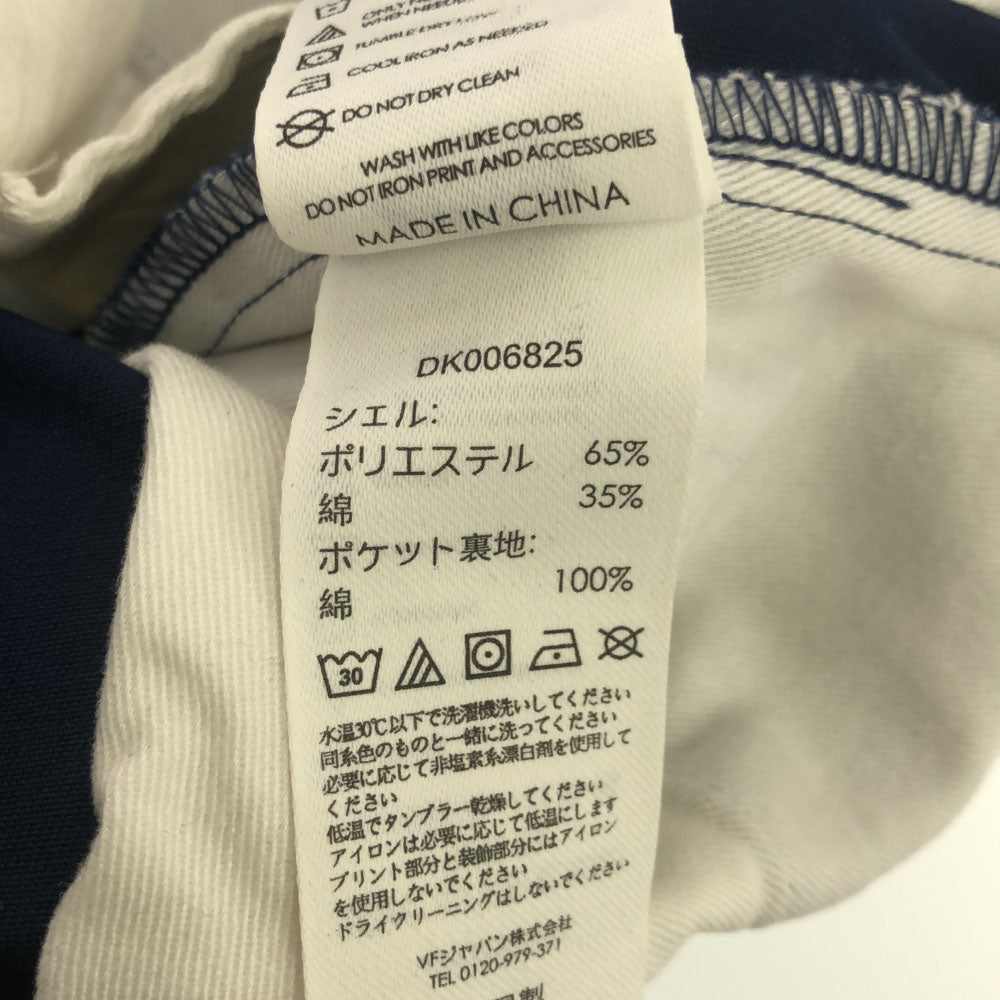 ONLY NO
WHEN NEEDE
TUMBLE DRY LOW
COOL IRON AS NEEDED
DO NOT DRY CLEAN
WASH WITH LIKE COLORS
DO NOT IRON PRINT AND ACCESSORIES
MADE IN CHINA
DK006825
シェル:
ポリエステル 65%
綿 35%
ポケット裏地:
綿 100%
30
水温30℃以下で洗濯機洗いしてください
同系色のものと一緒に洗ってください
必要に応じて非塩素系漂白剤を使用して
ください
低温でタンブラー乾燥してください
アイロンは必要に応じて低温にします
プリント部分と装飾部分にはアイロン
を使用しないでください
ドライクリーニングはしないでください
VFジャパン株式会社
TEL 0120-979-371